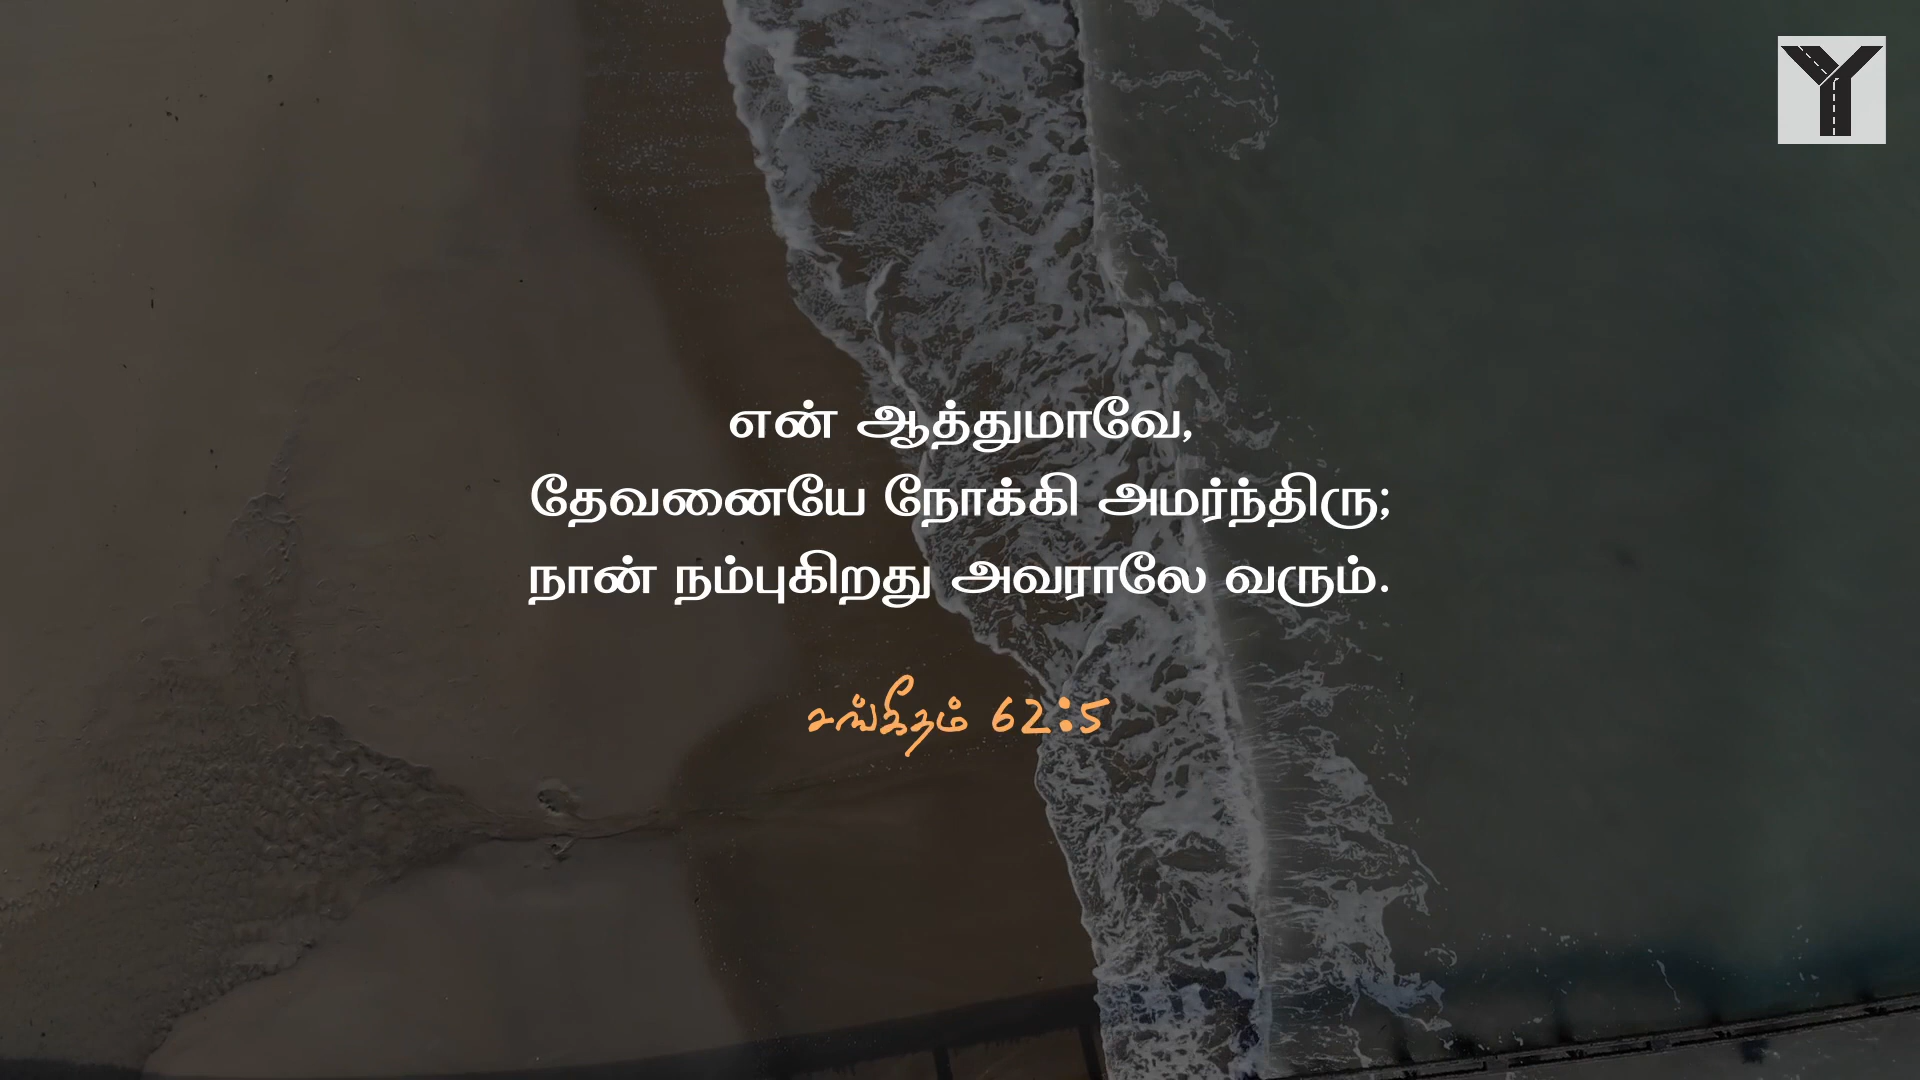 என் ஆத்துமாவே,
தேவனையே நோக்கி அமர்ந்திரு;
நான் நம்புகிறது அவராலே வரும்.
சங்கீதம் 62:5